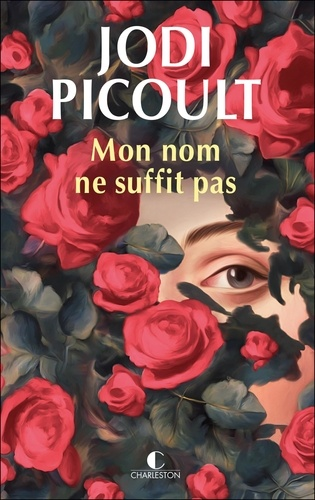 JODI
PICOULT
Mon nom
ne suffit pas
C
CHARLESTON